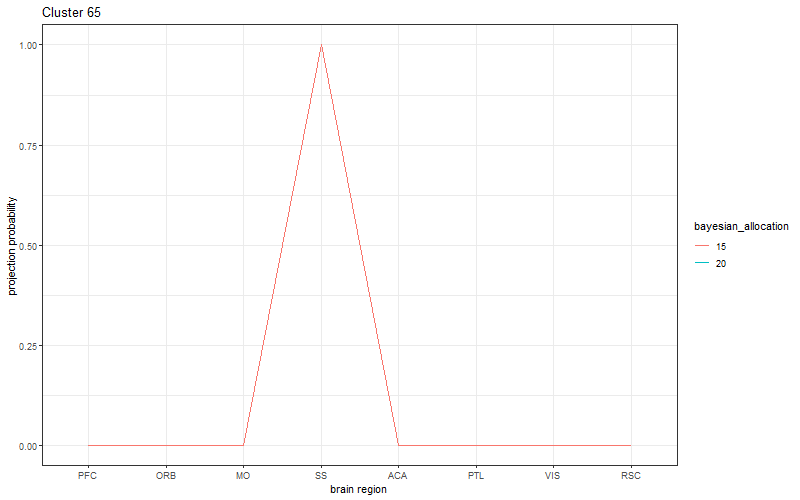 Cluster 65
1.00
0.75
0.50
0.25
0.00
projection probability
PFC ORB MO SS ACA PTL VIS RSC
brain region
bayesian_allocation
15
20